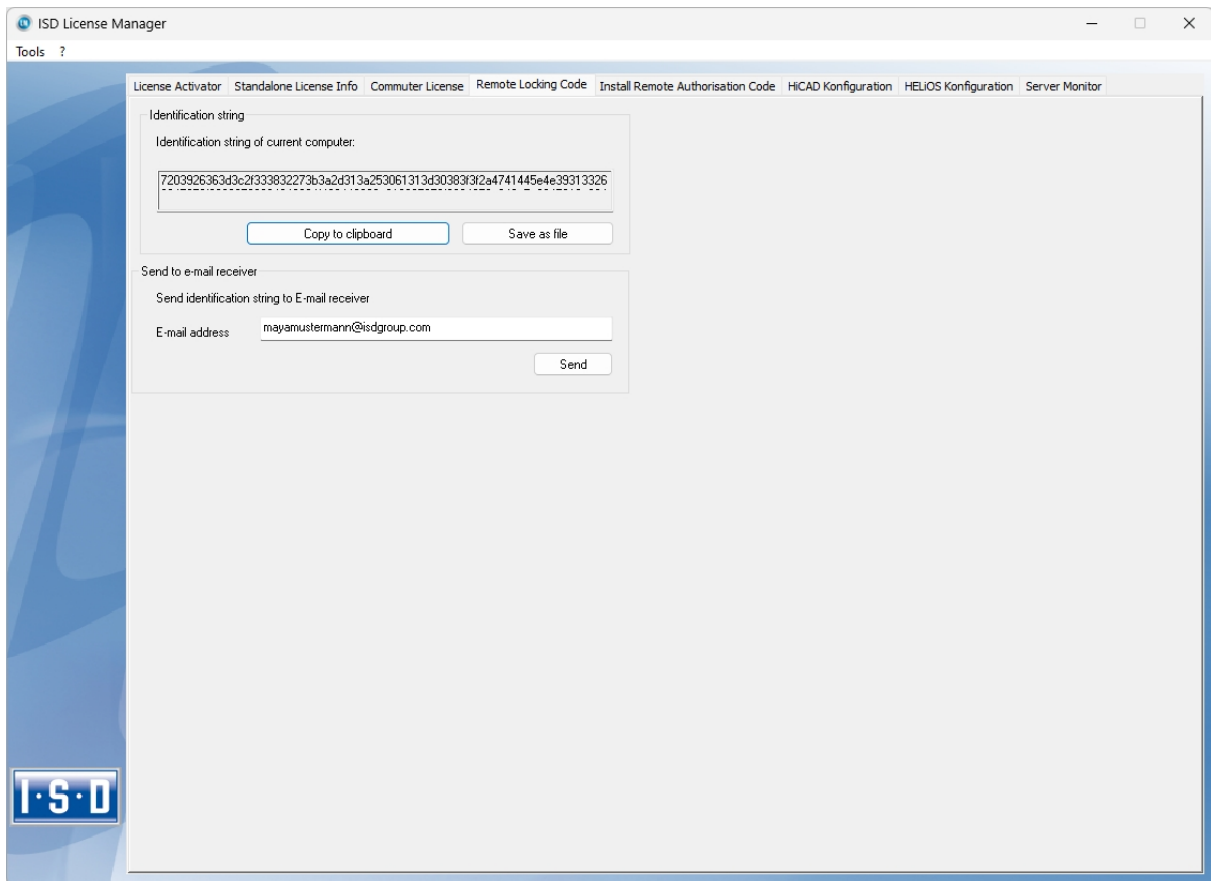 ISD License Manager
Tools ?
License Activator Standalone License Info Commuter License Remote Locking Code Install Remote Authorisation Code HiCAD Konfiguration HELiOS Konfiguration Server Monitor
Identification string
Identification string of current computer:
7203926363d3c2f333832273b3a2d313a253061313d30383f3f2a4741445e4e39313326
Copy to clipboard Save as file
Send to e-mail receiver
Send identification string to E-mail receiver
E-mail address mayamustermann@isdgroup.com
Send
I·S·D